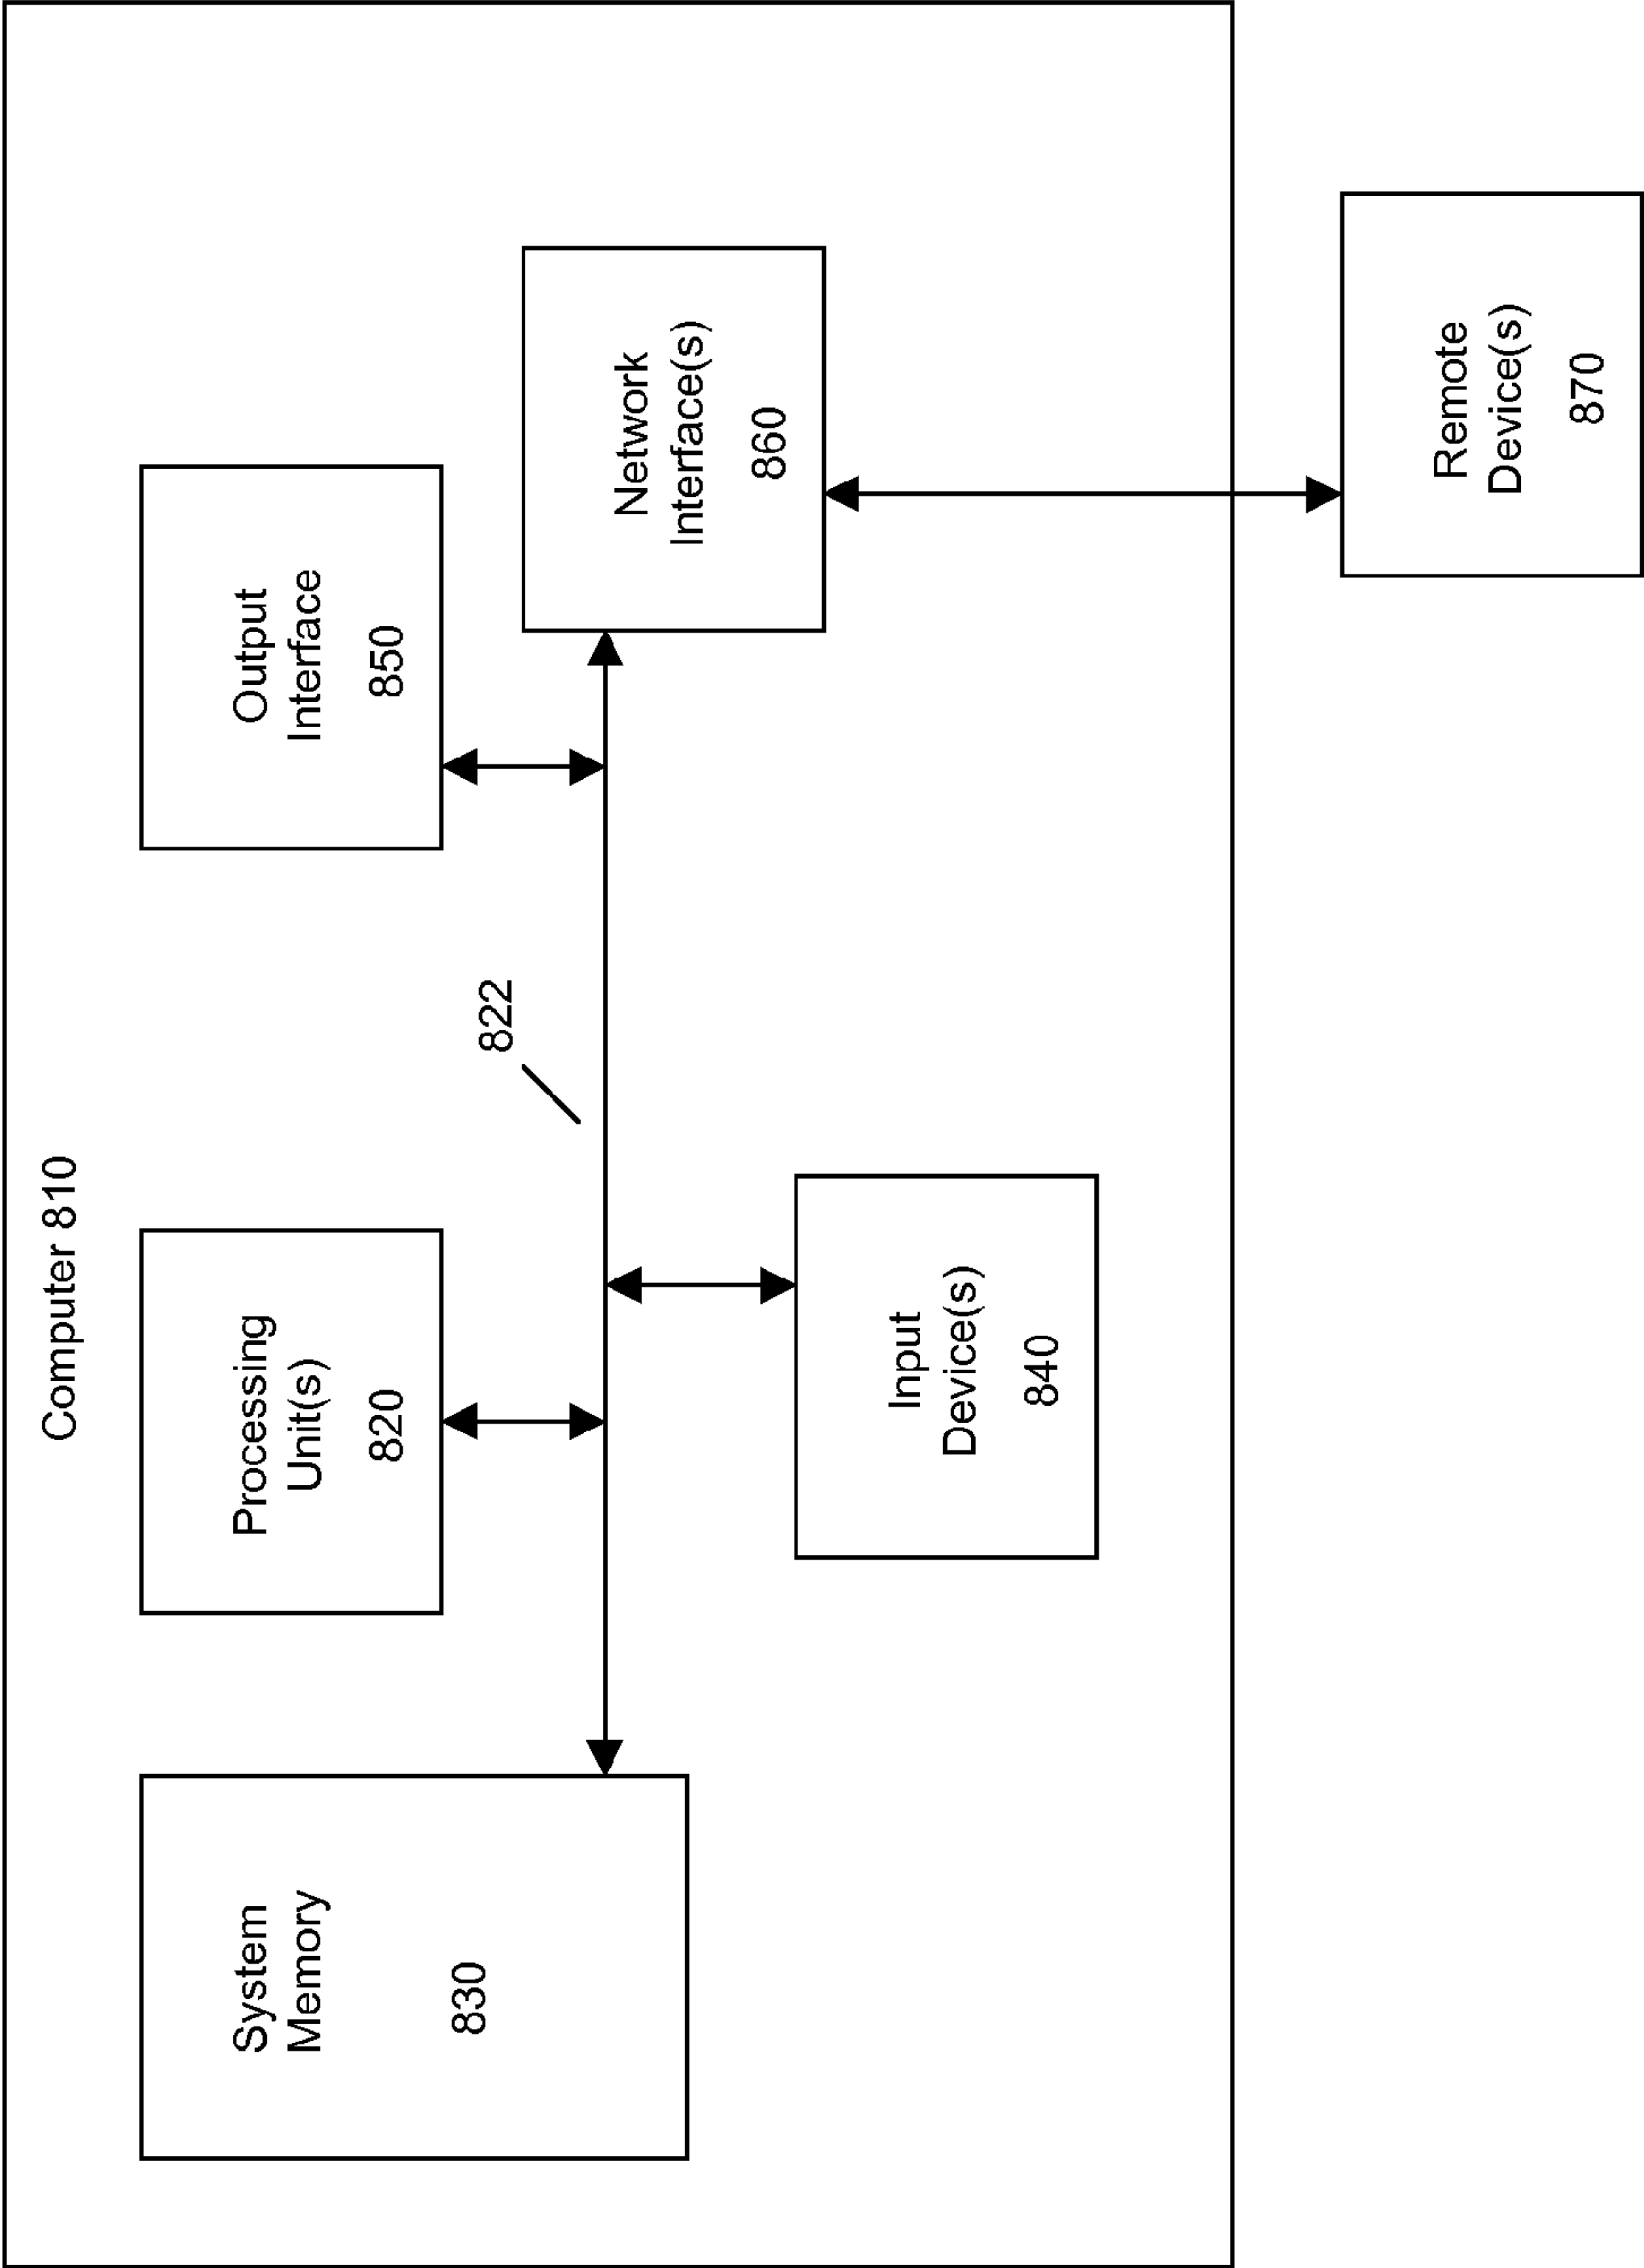 Computer 810
System
Memory
830
Processing
Unit(s)
820
Output
Interface
850
822
Network
Interface(s)
860
Input
Device(s)
840
Remote
Device(s)
870